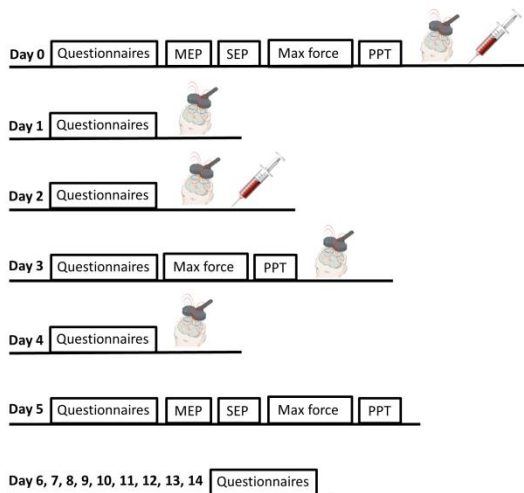 Day 0 Questionnaires MEP SEP Max force PPT
Day 1 Questionnaires
Day 2 Questionnaires
Day 3 Questionnaires Max force PPT
Day 4 Questionnaires
Day 5 Questionnaires MEP SEP Max force PPT
Day 6, 7, 8, 9, 10, 11, 12, 13, 14 Questionnaires